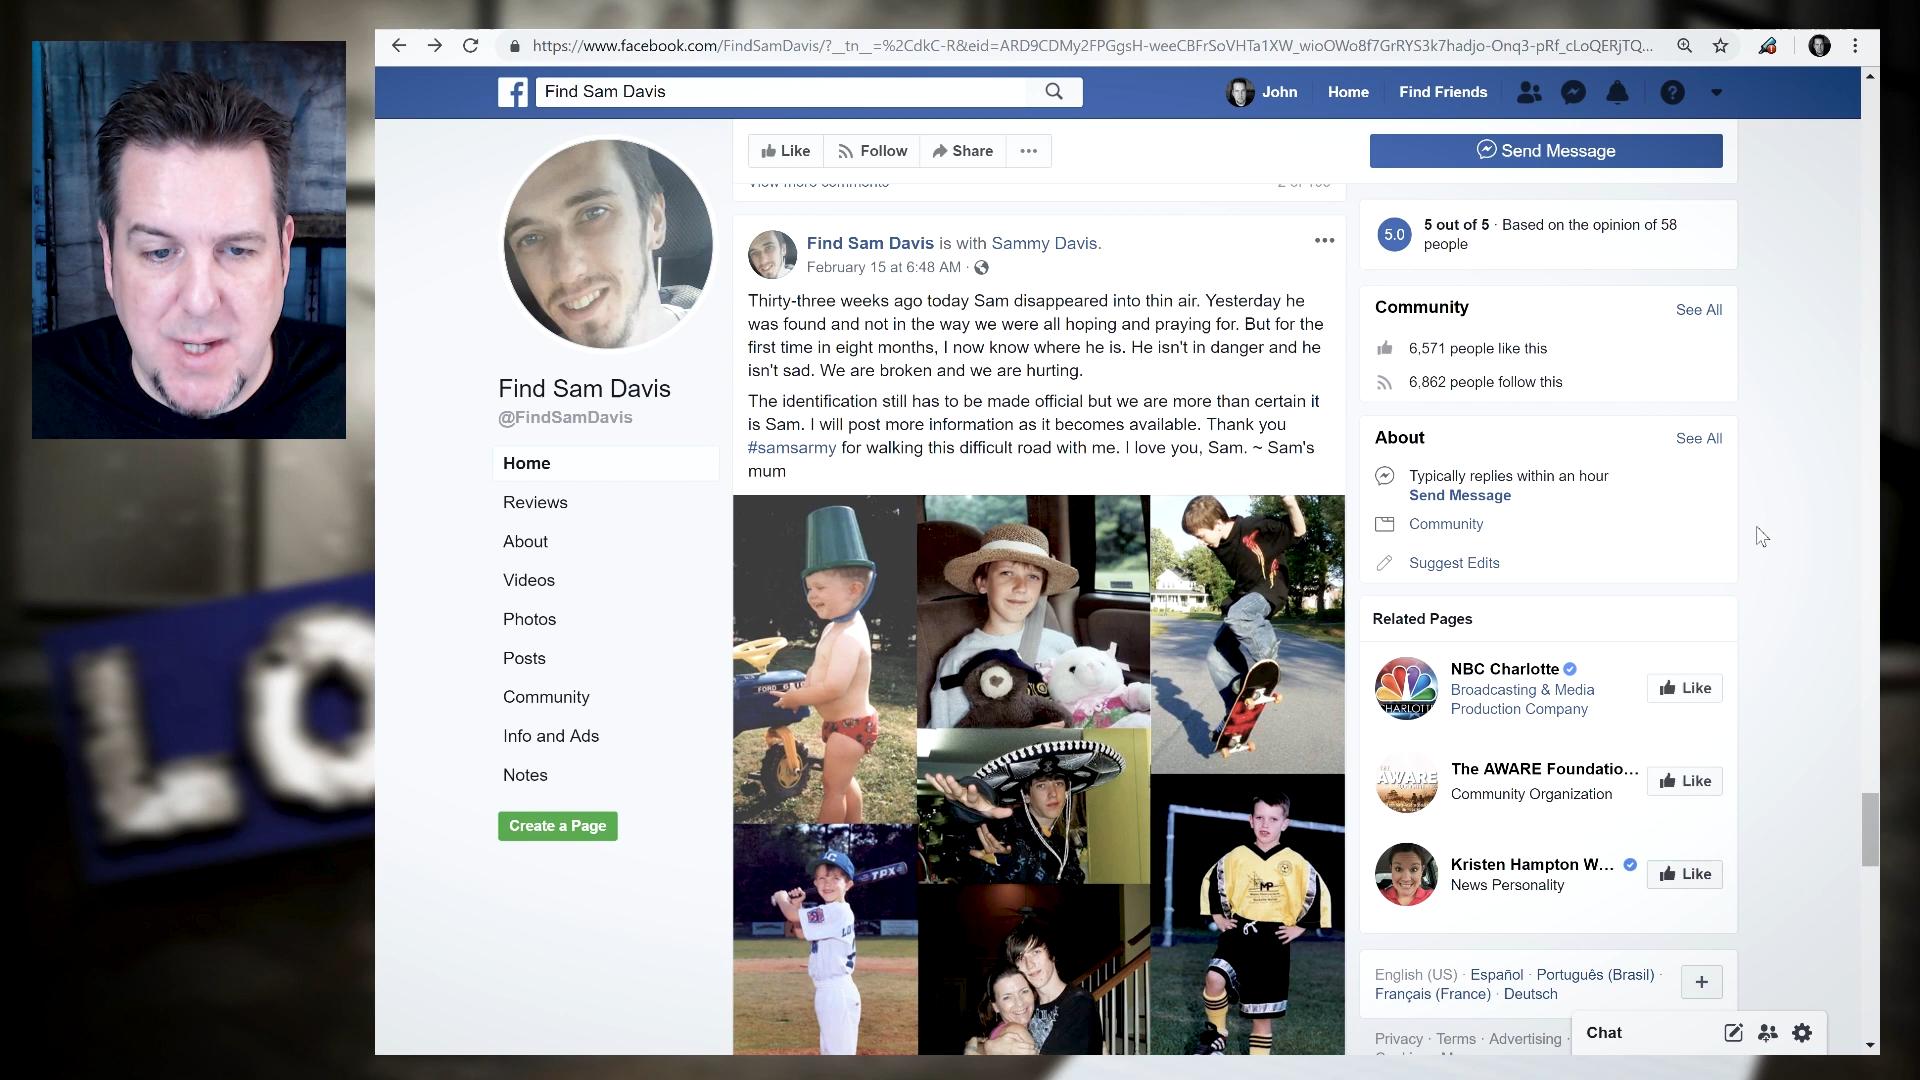 https://www.facebook.com/FindSamDavis/?__tn__=%2CdkC-R&eid=ARD9CDMy2FPGgsH-weeCBFrSoVHTa1XW_wioOWo8f7GrRYS3k7hadjo-Onq3-pRf_cLoQERjTQ...
Find Sam Davis
John
Home
Find Friends
Like
Follow
Share
Send Message
View more comments
Find Sam Davis
@FindSamDavis
Home
Reviews
About
Videos
Photos
Posts
Community
Info and Ads
Notes
Create a Page
Find Sam Davis is with Sammy Davis.
February 15 at 6:48 AM ·
Thirty-three weeks ago today Sam disappeared into thin air. Yesterday he
was found and not in the way we were all hoping and praying for. But for the
first time in eight months, I now know where he is. He isn't in danger and he
isn't sad. We are broken and we are hurting.
The identification still has to be made official but we are more than certain it
is Sam. I will post more information as it becomes available. Thank you
#samsarmy for walking this difficult road with me. I love you, Sam. ~ Sam's
mum
FORD
TPX
MP
5.0
5 out of 5 · Based on the opinion of 58
people
Community
See All
6,571 people like this
6,862 people follow this
About
See All
Typically replies within an hour
Send Message
Community
Suggest Edits
Related Pages
CHARLOTTE
NBC Charlotte
Broadcasting & Media
Production Company
Like
AWARE
The AWARE Foundatio...
Community Organization
Like
Kristen Hampton W...
News Personality
Like
English (US) · Español · Português (Brasil) ·
Français (France) · Deutsch
Privacy · Terms · Advertising ·
Chat
LO